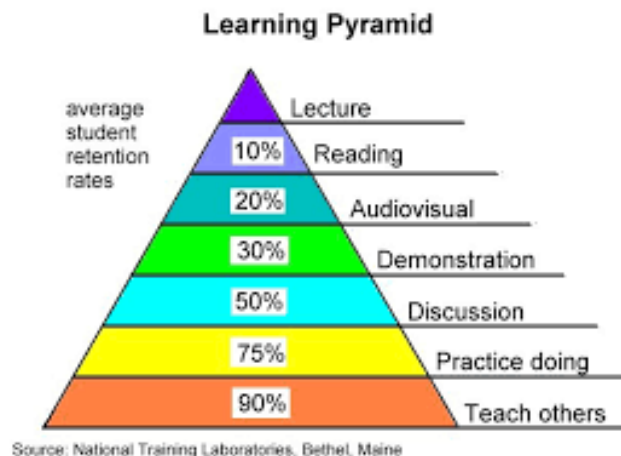 Learning Pyramid
average
student
retention
rates
Lecture
10% Reading
20% Audiovisual
30% Demonstration
50% Discussion
75% Practice doing
90% Teach others
Source: National Training Laboratories, Bethel, Maine